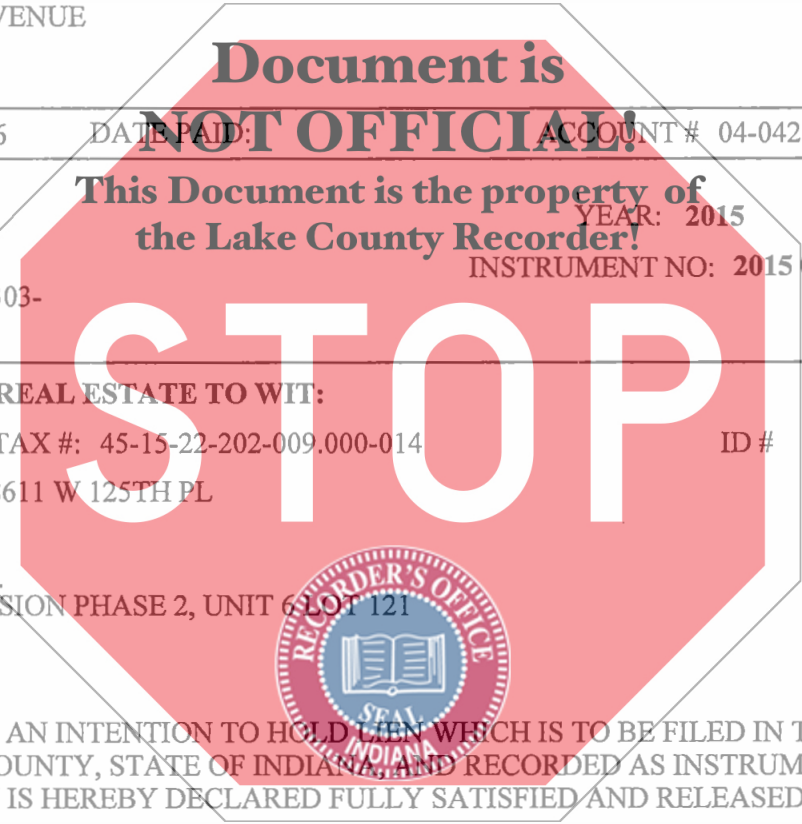 VENUE
Document is
NOT OFFICIAL!
DATE PAID:
ACCOUNT # 04-042
This Document is the property of
the Lake County Recorder!
YEAR: 2015
INSTRUMENT NO: 2015
03-
STOP
REAL ESTATE TO WIT:
TAX #: 45-15-22-202-009.000-014 ID #
611 W 125TH PL
SION PHASE 2, UNIT 6 LOT 121
RECORDER'S OFFICE
SEAL
INDIANA
AN INTENTION TO HOLD LIEN WHICH IS TO BE FILED IN T
OUNTY, STATE OF INDIANA, AND RECORDED AS INSTRUM
IS HEREBY DECLARED FULLY SATISFIED AND RELEASED